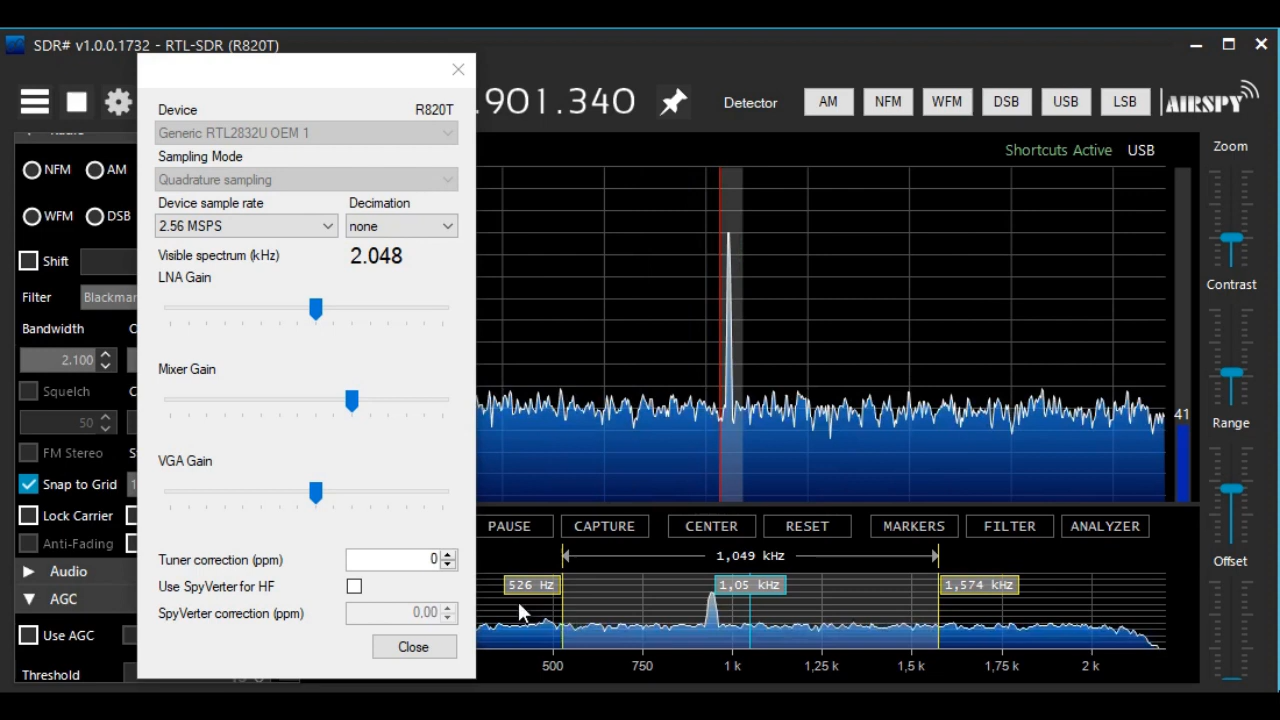 SDR# v1.0.0.1732 - RTL-SDR (R820T)
.901.340
Detector
AM
NFM
WFM
DSB
USB
LSB
AIRSPY
Device
R820T
Generic RTL2832U OEM 1
Sampling Mode
Quadrature sampling
Device sample rate
Decimation
2.56 MSPS
none
Visible spectrum (kHz)
2.048
LNA Gain
Mixer Gain
VGA Gain
Tuner correction (ppm)
0
Use SpyVerter for HF
SpyVerter correction (ppm)
0.00
Close
NFM
AM
WFM
DSB
Shift
Filter
Blackmar
Bandwidth
2.100
Squelch
50
FM Stereo
Snap to Grid
Lock Carrier
Anti-Fading
Audio
AGC
Use AGC
Threshold
Shortcuts Active
USB
41
PAUSE
CAPTURE
CENTER
RESET
MARKERS
FILTER
ANALYZER
1,049 kHz
526 Hz
1,05 kHz
1,574 kHz
500
750
1 k
1,25 k
1,5 k
1,75 k
2 k
Zoom
Contrast
Range
Offset